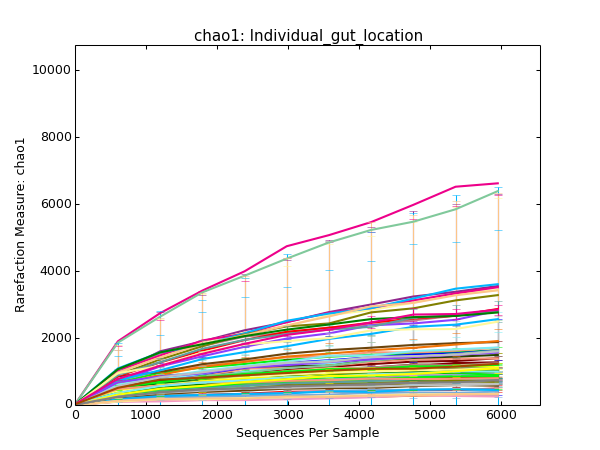 chao1: Individual_gut_location
Rarefaction Measure: chao1
10000
8000
6000
4000
2000
0
0 1000 2000 3000 4000 5000 6000
Sequences Per Sample